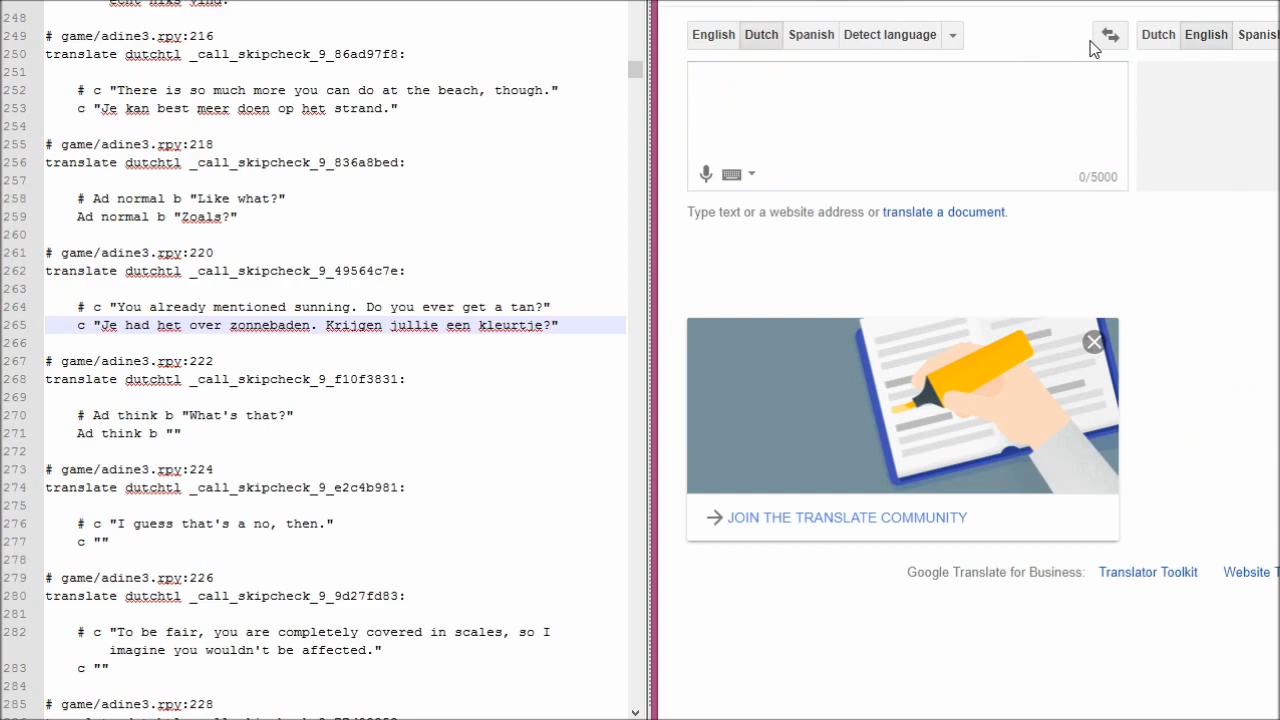 248
249 # game/adine3.rpy:216
250 translate dutchtl _call_skipcheck_9_86ad97f8:
251
252 # c "There is so much more you can do at the beach, though."
253 c "Je kan best meer doen op het strand."
254
255 # game/adine3.rpy:218
256 translate dutchtl _call_skipcheck_9_836a8bed:
257
258 # Ad normal b "Like what?"
259 Ad normal b "Zoals?"
260
261 # game/adine3.rpy:220
262 translate dutchtl _call_skipcheck_9_49564c7e:
263
264 # c "You already mentioned sunning. Do you ever get a tan?"
265 c "Je had het over zonnebaden. Krijgen jullie een kleurtje?"
266
267 # game/adine3.rpy:222
268 translate dutchtl _call_skipcheck_9_f10f3831:
269
270 # Ad think b "What's that?"
271 Ad think b ""
272
273 # game/adine3.rpy:224
274 translate dutchtl _call_skipcheck_9_e2c4b981:
275
276 # c "I guess that's a no, then."
277 c ""
278
279 # game/adine3.rpy:226
280 translate dutchtl _call_skipcheck_9_9d27fd83:
281
282 # c "To be fair, you are completely covered in scales, so I
imagine you wouldn't be affected."
283 c ""
284
285 # game/adine3.rpy:228
English Dutch Spanish Detect language
Dutch English Spanish
0/5000
Type text or a website address or translate a document.
JOIN THE TRANSLATE COMMUNITY
Google Translate for Business: Translator Toolkit Website T